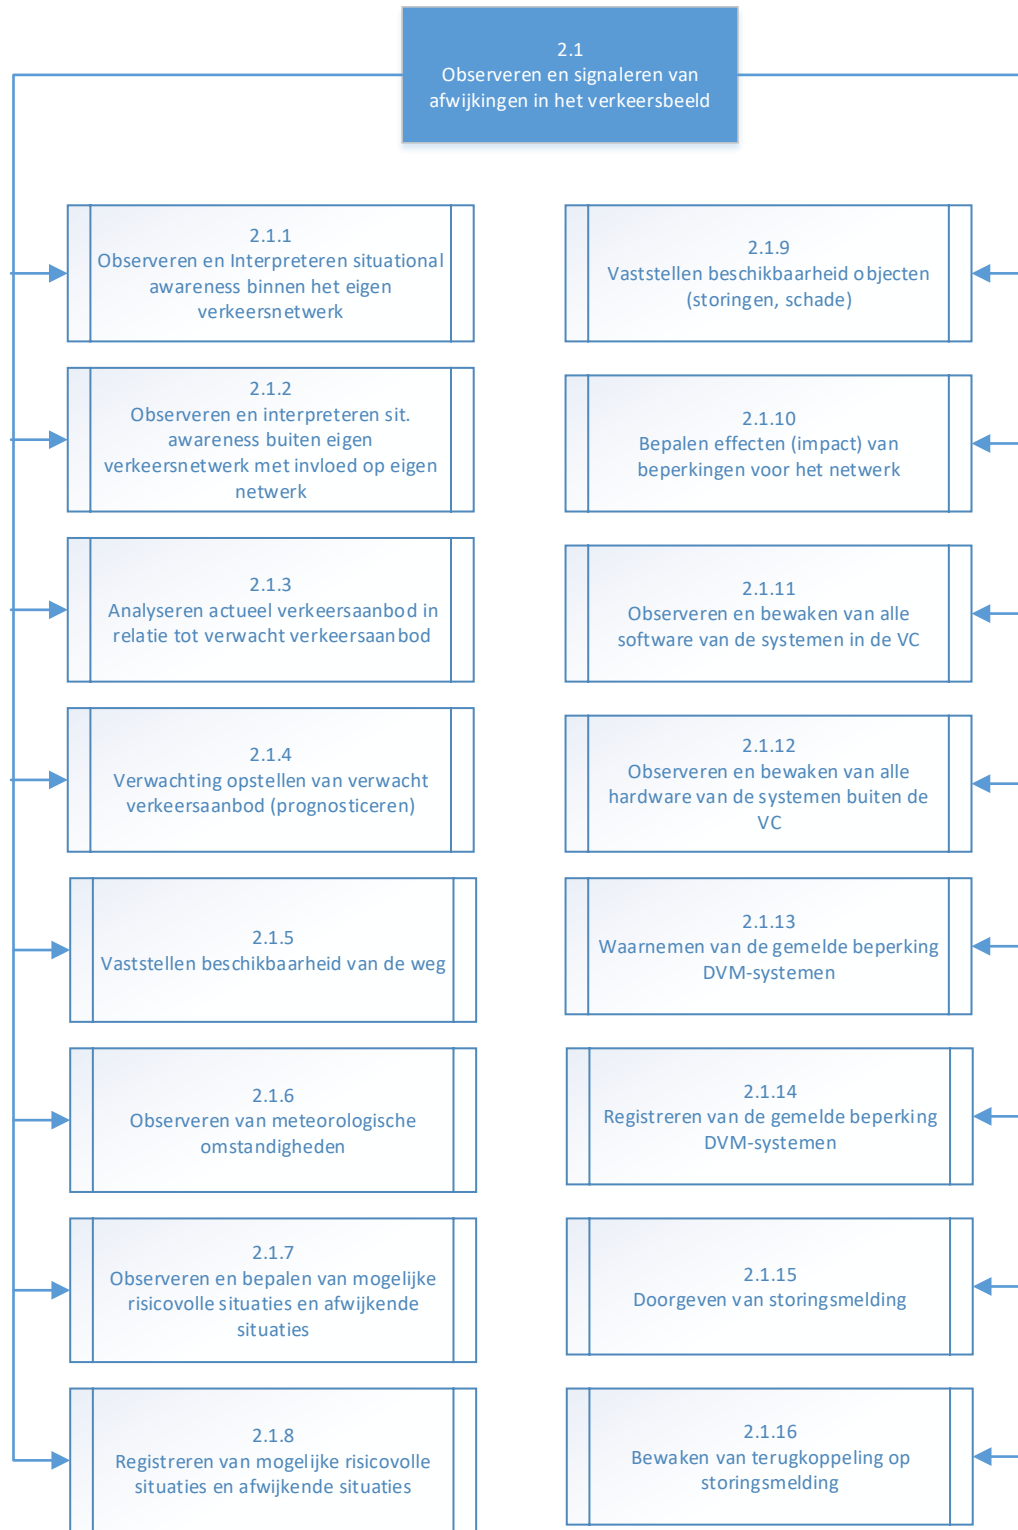 2.1
Observeren en signaleren van
afwijkingen in het verkeersbeeld
2.1.1
Observeren en Interpreteren situational
awareness binnen het eigen
verkeersnetwerk
2.1.2
Observeren en interpreteren sit.
awareness buiten eigen
verkeersnetwerk met invloed op eigen
netwerk
2.1.3
Analyseren actueel verkeersaanbod in
relatie tot verwacht verkeersaanbod
2.1.4
Verwachting opstellen van verwacht
verkeersaanbod (prognosticeren)
2.1.5
Vaststellen beschikbaarheid van de weg
2.1.6
Observeren van meteorologische
omstandigheden
2.1.7
Observeren en bepalen van mogelijke
risicovolle situaties en afwijkende
situaties
2.1.8
Registreren van mogelijke risicovolle
situaties en afwijkende situaties
2.1.9
Vaststellen beschikbaarheid objecten
(storingen, schade)
2.1.10
Bepalen effecten (impact) van
beperkingen voor het netwerk
2.1.11
Observeren en bewaken van alle
software van de systemen in de VC
2.1.12
Observeren en bewaken van alle
hardware van de systemen buiten de
VC
2.1.13
Waarnemen van de gemelde beperking
DVM-systemen
2.1.14
Registreren van de gemelde beperking
DVM-systemen
2.1.15
Doorgeven van storingsmelding
2.1.16
Bewaken van terugkoppeling op
storingsmelding